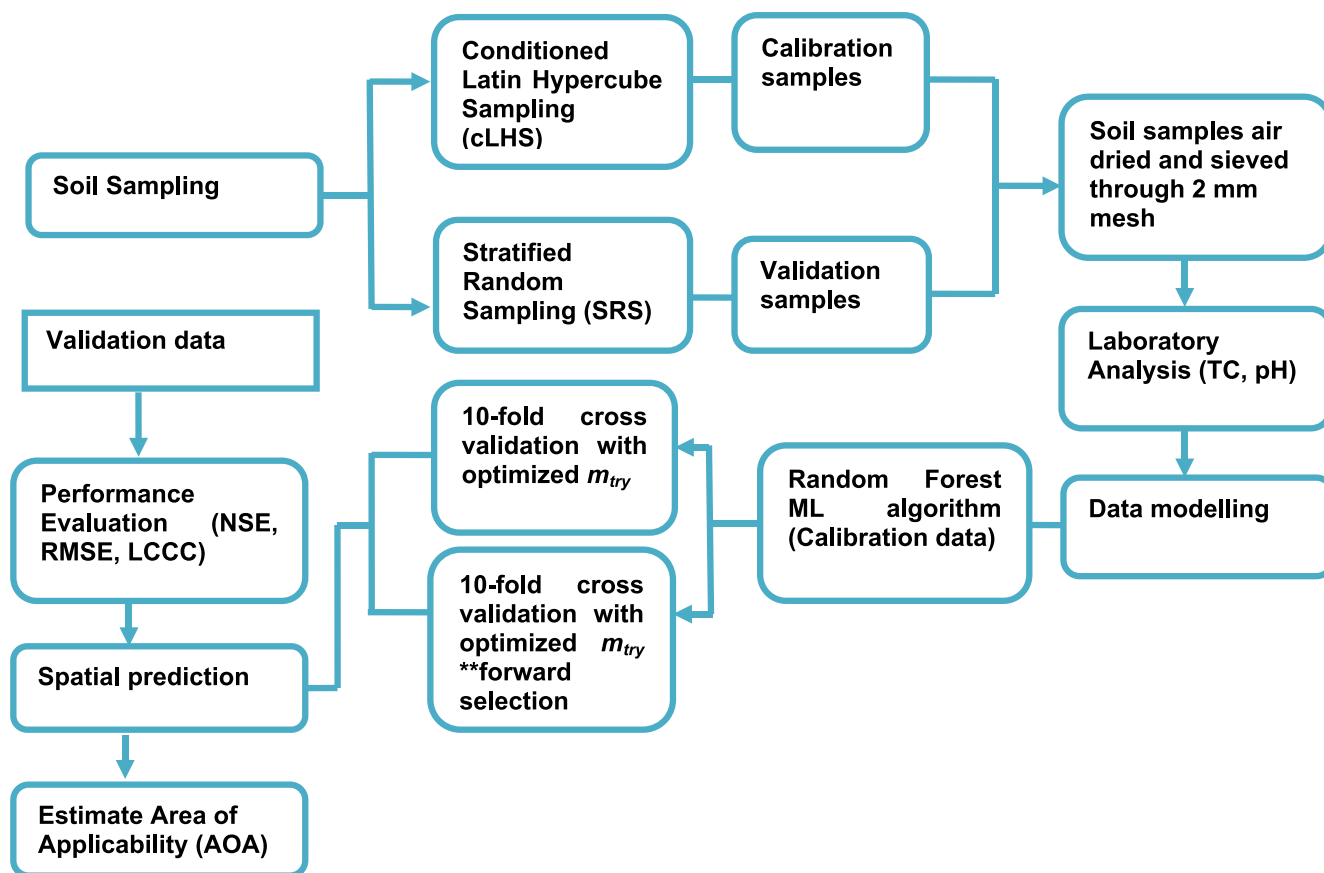 Soil Sampling
Conditioned
Latin Hypercube
Sampling
(cLHS)
Calibration
samples
Stratified
Random
Sampling (SRS)
Validation
samples
Soil samples air
dried and sieved
through 2 mm
mesh
Laboratory
Analysis (TC, pH)
Data modelling
Random Forest
ML algorithm
(Calibration data)
10-fold cross
validation with
optimized mtry
10-fold cross
validation with
optimized mtry
**forward
selection
Validation data
Performance
Evaluation (NSE,
RMSE, LCCC)
Spatial prediction
Estimate Area of
Applicability (AOA)